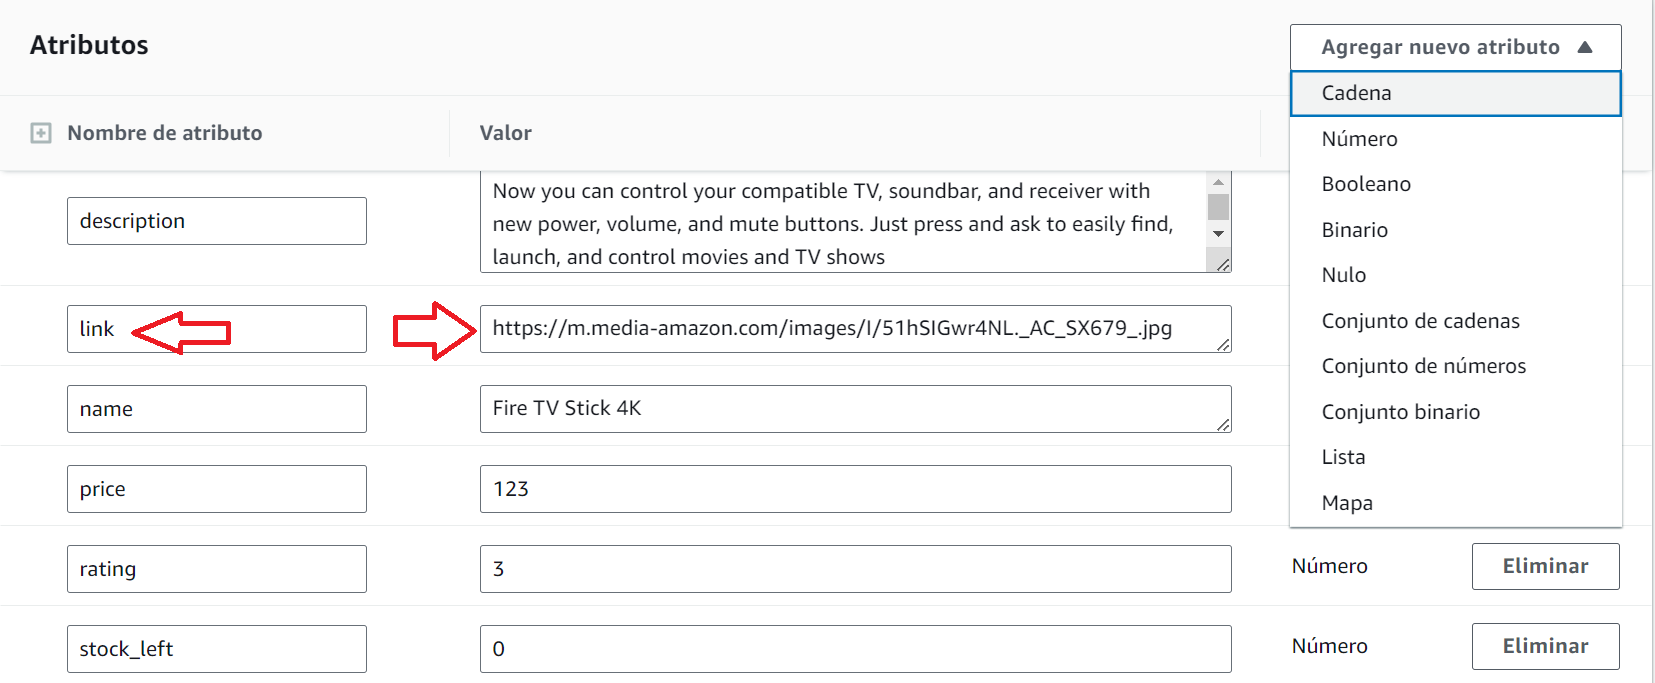 Atributos
Agregar nuevo atributo
Cadena
Número
Booleano
Binario
Nulo
Conjunto de cadenas
Conjunto de números
Conjunto binario
Lista
Mapa
Nombre de atributo
Valor
description
Now you can control your compatible TV, soundbar, and receiver with
new power, volume, and mute buttons. Just press and ask to easily find,
launch, and control movies and TV shows
link
https://m.media-amazon.com/images/I/51hSIGwr4NL._AC_SX679_.jpg
name
Fire TV Stick 4K
price
123
rating
3
Número
Eliminar
stock_left
0
Número
Eliminar